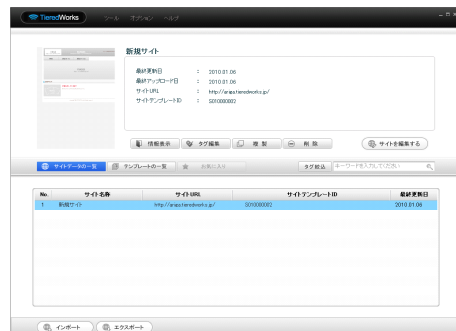 TieredWorks ツール オプション ヘルプ
新規サイト
最終更新日 : 2010.01.06
最終アップロード日 : 2010.01.06
サイトURL : http://araps.tieredworks.jp/
サイトテンプレートID : S010000002
情報表示 タグ編集 複 製 削 除 サイトを編集する
サイトデータの一覧 テンプレートの一覧 お気に入り タグ絞込 キーワードを入力してください
No. サイト名称 サイトURL サイトテンプレートID 最終更新日
1 新規サイト http://araps.tieredworks.jp/ S010000002 2010.01.06
インポート エクスポート